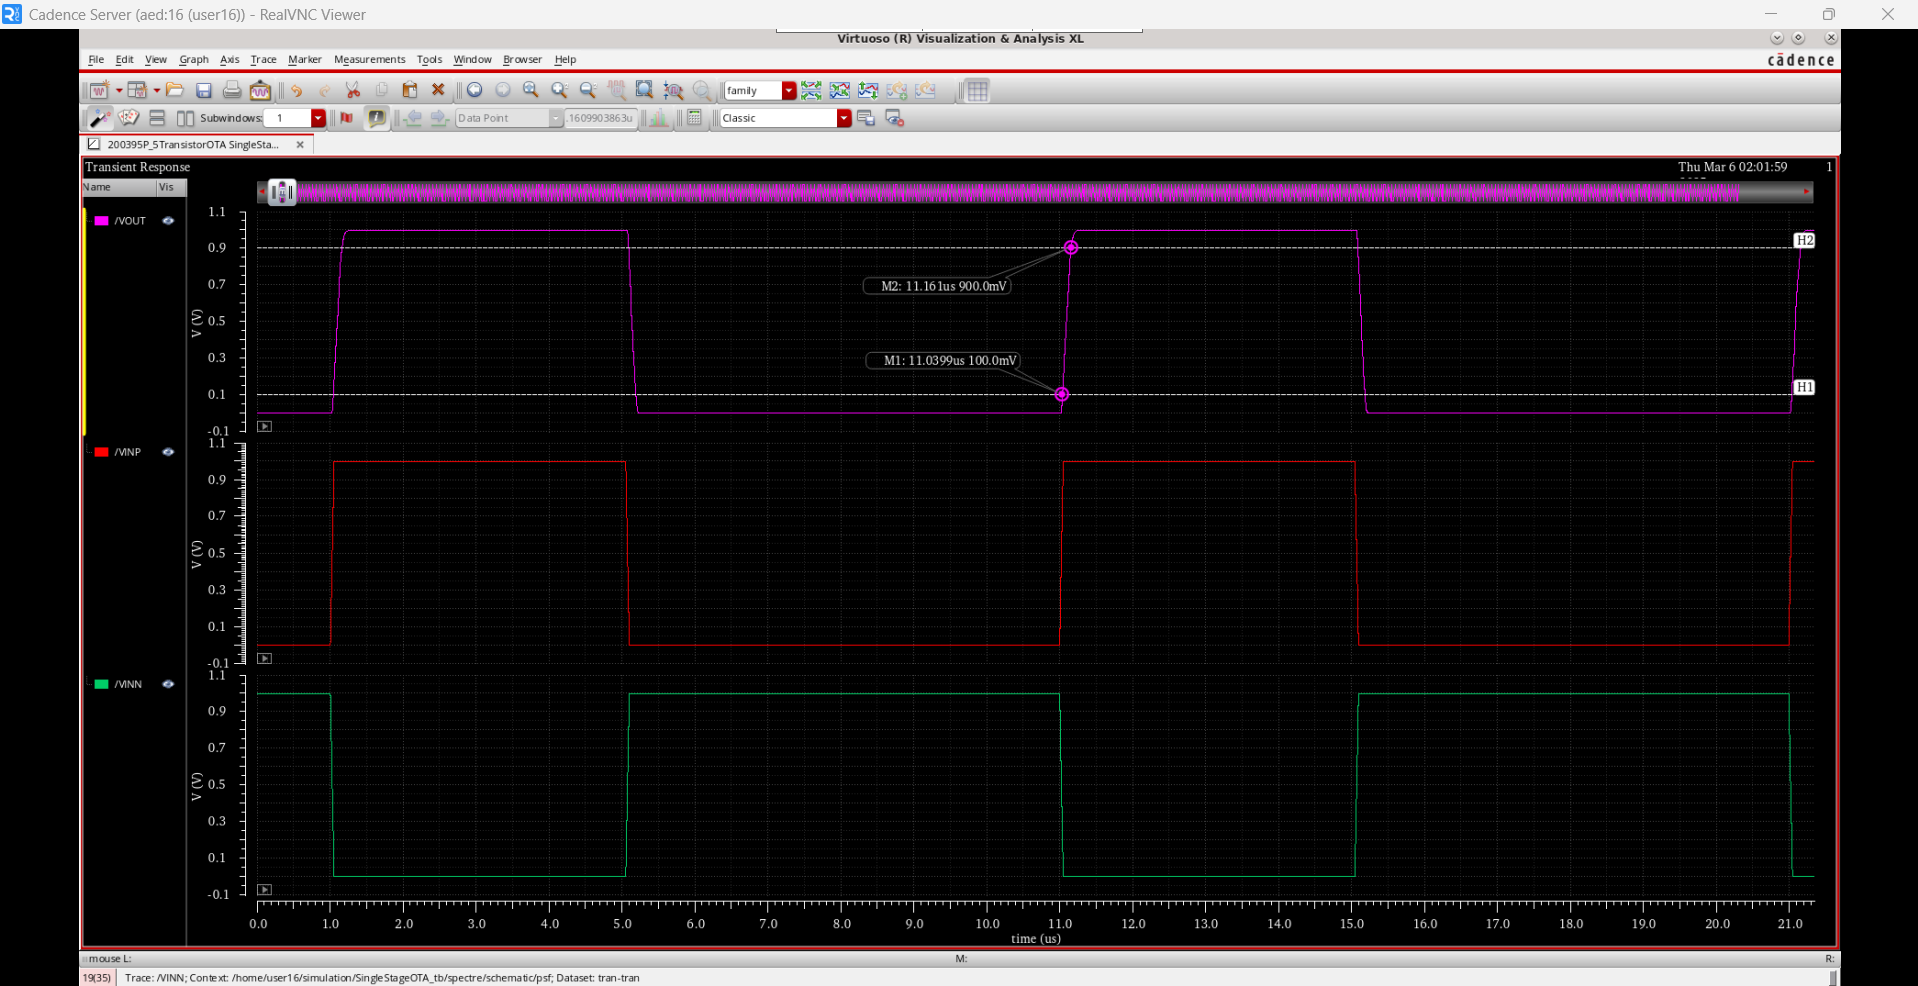 Cadence Server (aed:16 (user16)) - RealVNC Viewer
Virtuoso (R) Visualization & Analysis XL
File Edit View Graph Axis Trace Marker Measurements Tools Window Browser Help
cādence
family
Subwindows: 1 Data Point .1609903863u Classic
200395P_5TransistorOTA SingleSta...
Transient Response
Thu Mar 6 02:01:59 1
Name Vis
/VOUT
1.1
0.9
0.7
0.5
0.3
0.1
-0.1
V (V)
H2
M2: 11.161us 900.0mV
M1: 11.0399us 100.0mV
H1
/VINP
1.1
0.9
0.7
0.5
0.3
0.1
-0.1
V (V)
/VINN
1.1
0.9
0.7
0.5
0.3
0.1
-0.1
V (V)
0.0 1.0 2.0 3.0 4.0 5.0 6.0 7.0 8.0 9.0 10.0 11.0 12.0 13.0 14.0 15.0 16.0 17.0 18.0 19.0 20.0 21.0
time (us)
mouse L: M: R:
19(35) Trace: /VINN; Context: /home/user16/simulation/SingleStageOTA_tb/spectre/schematic/psf; Dataset: tran-tran